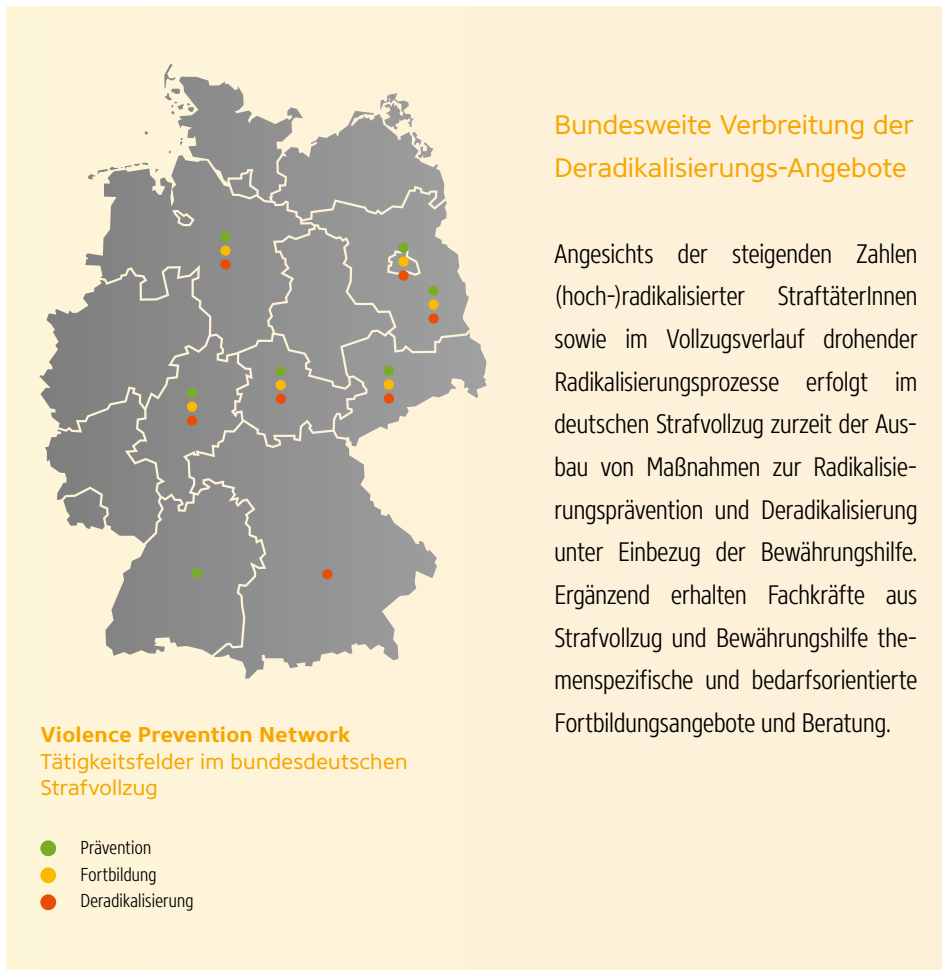 Bundesweite Verbreitung der
Deradikalisierungs-Angebote
Angesichts der steigenden Zahlen
(hoch-)radikalisierter StraftäterInnen
sowie im Vollzugsverlauf drohender
Radikalisierungsprozesse erfolgt im
deutschen Strafvollzug zurzeit der Aus-
bau von Maßnahmen zur Radikalisie-
rungsprävention und Deradikalisierung
unter Einbezug der Bewährungshilfe.
Ergänzend erhalten Fachkräfte aus
Strafvollzug und Bewährungshilfe the-
menspezifische und bedarfsorientierte
Fortbildungsangebote und Beratung.
Violence Prevention Network
Tätigkeitsfelder im bundesdeutschen
Strafvollzug
Prävention
Fortbildung
Deradikalisierung